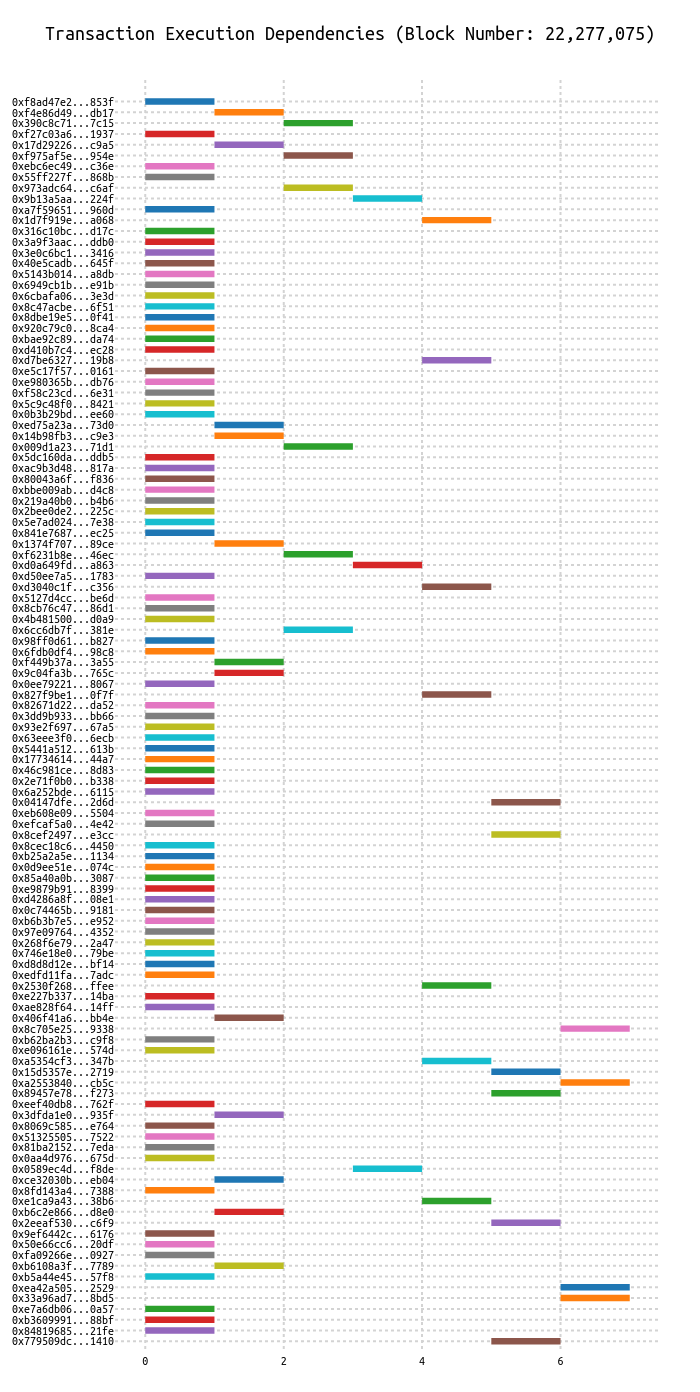 Transaction Execution Dependencies (Block Number: 22,277,075)
0xf8ad47e2...853f
0xf4e86d49...db17
0x390c8c71...7c15
0xf27c03a6...1937
0x17d29226...c9a5
0xf975af5e...954e
0xebc6ec49...c36e
0x55ff227f...868b
0x973adc64...c6af
0x9b13a5aa...224f
0xa7f59651...960d
0x1d7f919e...a068
0x316c10bc...d17c
0x3a9f3aac...ddb0
0x3e0c6bc1...3416
0x40e5cadb...645f
0x5143b014...a8db
0x6949cb1b...e91b
0x6cbafa06...3e3d
0x8c47acbe...6f51
0x8dbe19e5...0f41
0x920c79c0...8ca4
0xbae92c89...da74
0xd410b7c4...ec28
0xd7be6327...19b8
0xe5c17f57...0161
0xe980365b...db76
0xf58c23cd...6e31
0x5c9c48f0...8421
0x0b3b29bd...ee60
0xed75a23a...73d0
0x14b98fb3...c9e3
0x009d1a23...71d1
0x5dc160da...ddb5
0xac9b3d48...817a
0x80043a6f...f836
0xbbe009ab...d4c8
0x219a40b0...b4b6
0x2bee0de2...225c
0x5e7ad024...7e38
0x841e7687...ec25
0x1374f707...89ce
0xf6231b8e...46ec
0xd0a649fd...a863
0xd50ee7a5...1783
0xd3040c1f...c356
0x5127d4cc...be6d
0x8cb76c47...86d1
0x4b481500...d0a9
0x6cc6db7f...381e
0x98ff0d61...b827
0x6fdb0df4...98c8
0xf449b37a...3a55
0x9c04fa3b...765c
0x0ee79221...8067
0x827f9be1...0f7f
0x82671d22...da52
0x3dd9b933...bb66
0x93e2f697...67a5
0x63eee3f0...6ecb
0x5441a512...613b
0x17734614...44a7
0x46c981ce...8d83
0x2e71f0b0...b338
0x6a252bde...6115
0x04147dfe...2d6d
0xeb608e09...5504
0xefcaf5a0...4e42
0x8cef2497...e3cc
0x8cec18c6...4450
0xb25a2a5e...1134
0x0d9ee51e...074c
0x85a40a0b...3087
0xe9879b91...8399
0xd4286a8f...08e1
0x0c74465b...9181
0xb6b3b7e5...e952
0x97e09764...4352
0x268f6e79...2a47
0x746e18e0...79be
0xd8d8d12e...bf14
0xedfd11fa...7adc
0x2530f268...ffee
0xe227b337...14ba
0xae828f64...14ff
0x406f41a6...bb4e
0x8c705e25...9338
0xb62ba2b3...c9f8
0xe096161e...574d
0xa5354cf3...347b
0x15d5357e...2719
0xa2553840...cb5c
0x89457e78...f273
0xeef40db8...762f
0x3dfda1e0...935f
0x8069c585...e764
0x51325505...7522
0x81ba2152...7eda
0x0aa4d976...675d
0x0589ec4d...f8de
0xce32030b...eb04
0x8fd143a4...7388
0xe1ca9a43...38b6
0xb6c2e866...d8e0
0x2eeaf530...c6f9
0x9ef6442c...6176
0x50e66cc6...20df
0xfa09266e...0927
0xb6108a3f...7789
0xb5a44e45...57f8
0xea42a505...2529
0x33a96ad7...8bd5
0xe7a6db06...0a57
0xb3609991...88bf
0x84819685...21fe
0x779509dc...1410
0 2 4 6